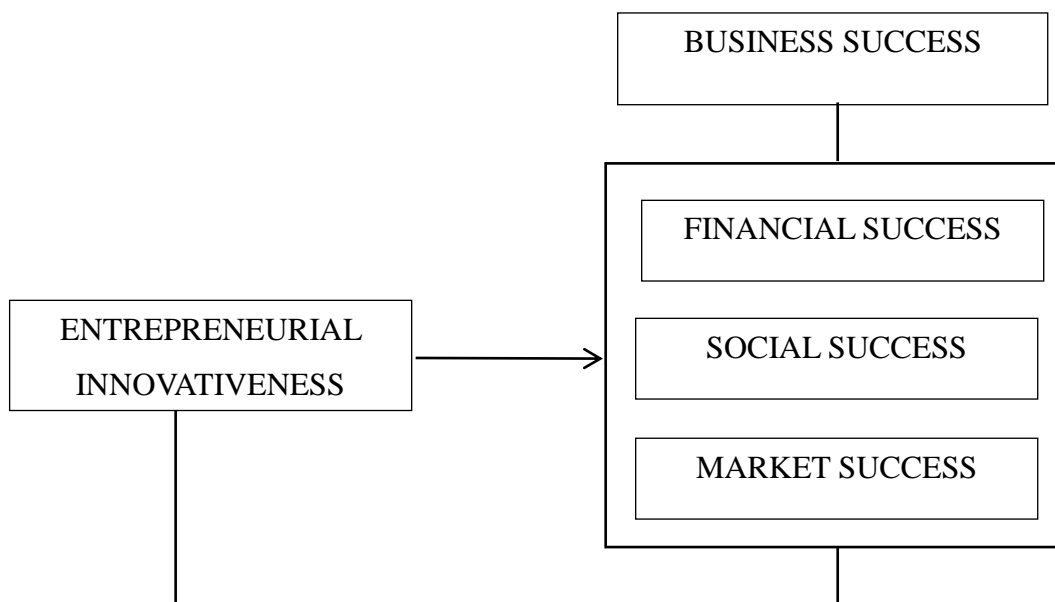 BUSINESS SUCCESS
FINANCIAL SUCCESS
ENTREPRENEURIAL
INNOVATIVENESS
SOCIAL SUCCESS
MARKET SUCCESS